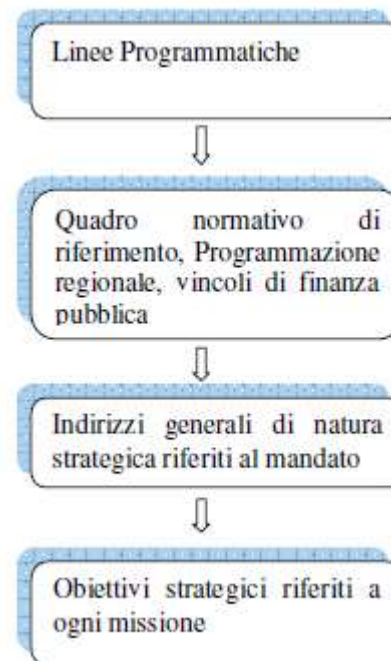 Linee Programmatiche
Quadro normativo di
riferimento, Programmazione
regionale, vincoli di finanza
pubblica
Indirizzi generali di natura
strategica riferiti al mandato
Obiettivi strategici riferiti a
ogni missione